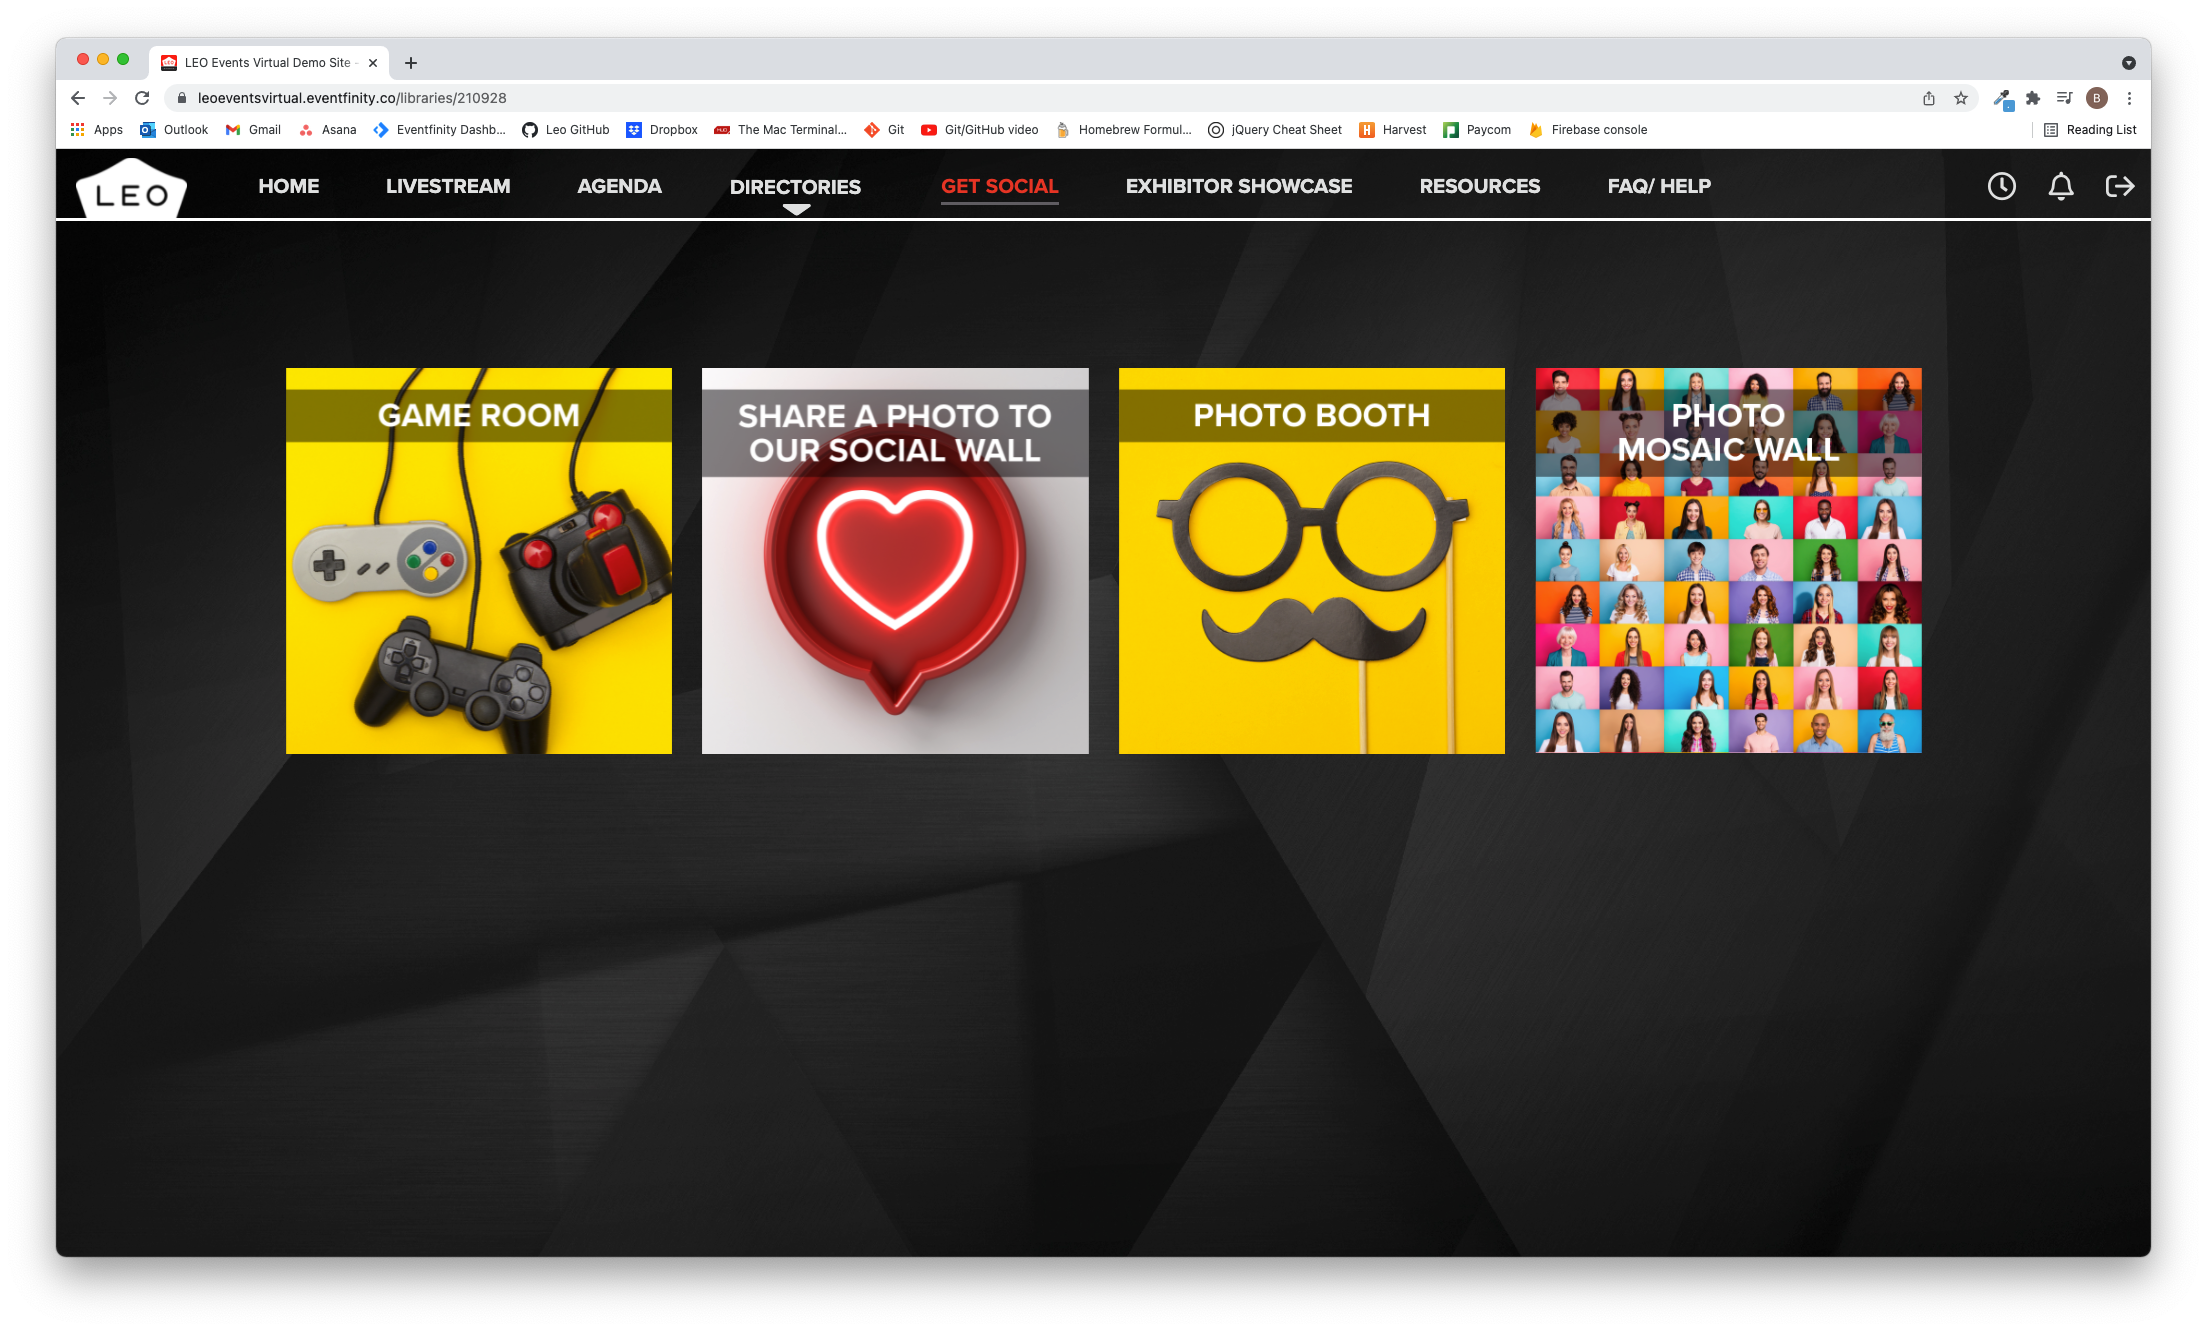 LEO Events Virtual Demo Site -
leoeventsvirtual.eventfinity.co/libraries/210928
B
Apps Outlook Gmail Asana Eventfinity Dashb... Leo GitHub Dropbox The Mac Terminal... Git Git/GitHub video Homebrew Formul... jQuery Cheat Sheet Harvest Paycom Firebase console Reading List
LEO HOME LIVESTREAM AGENDA DIRECTORIES GET SOCIAL EXHIBITOR SHOWCASE RESOURCES FAQ/ HELP
GAME ROOM
SHARE A PHOTO TO
OUR SOCIAL WALL
PHOTO BOOTH
PHOTO
MOSAIC WALL